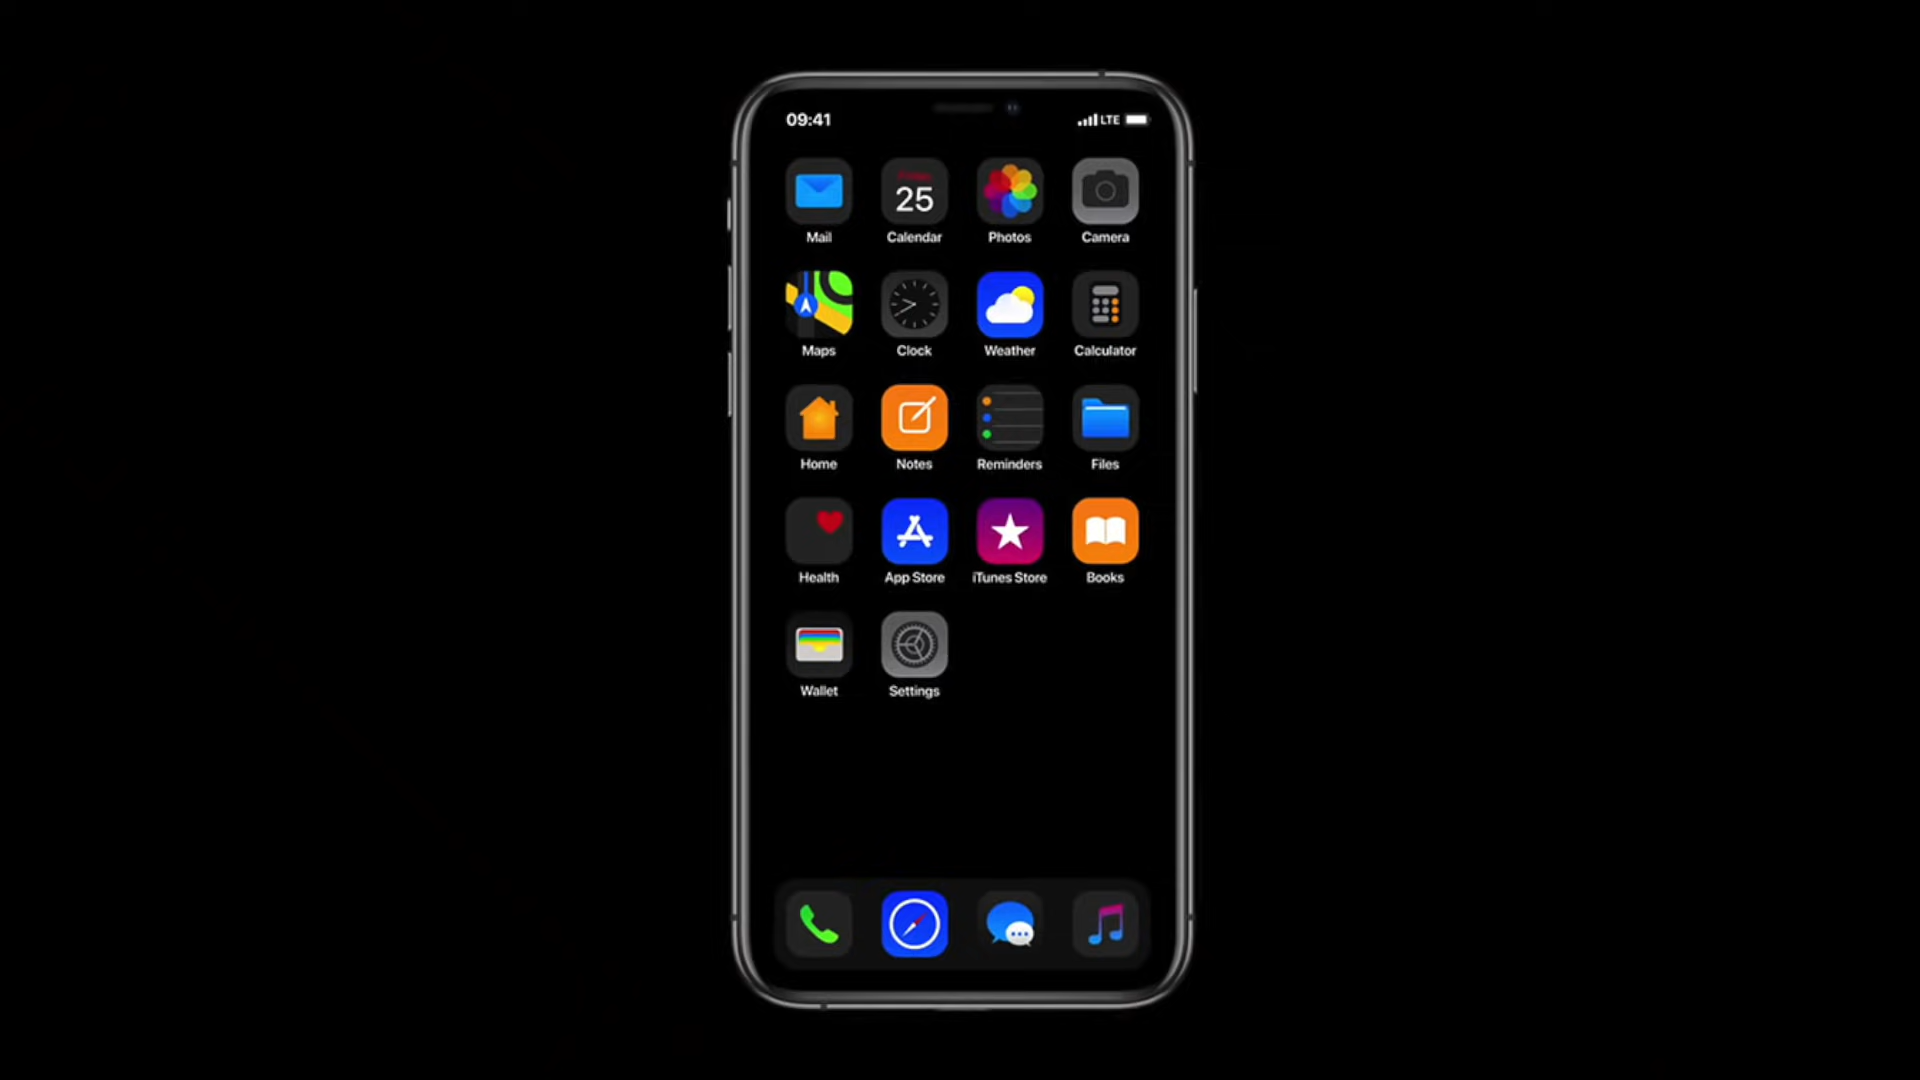 09:41 LTE
25
Mail Calendar Photos Camera
Maps Clock Weather Calculator
Home Notes Reminders Files
Health App Store iTunes Store Books
Wallet Settings